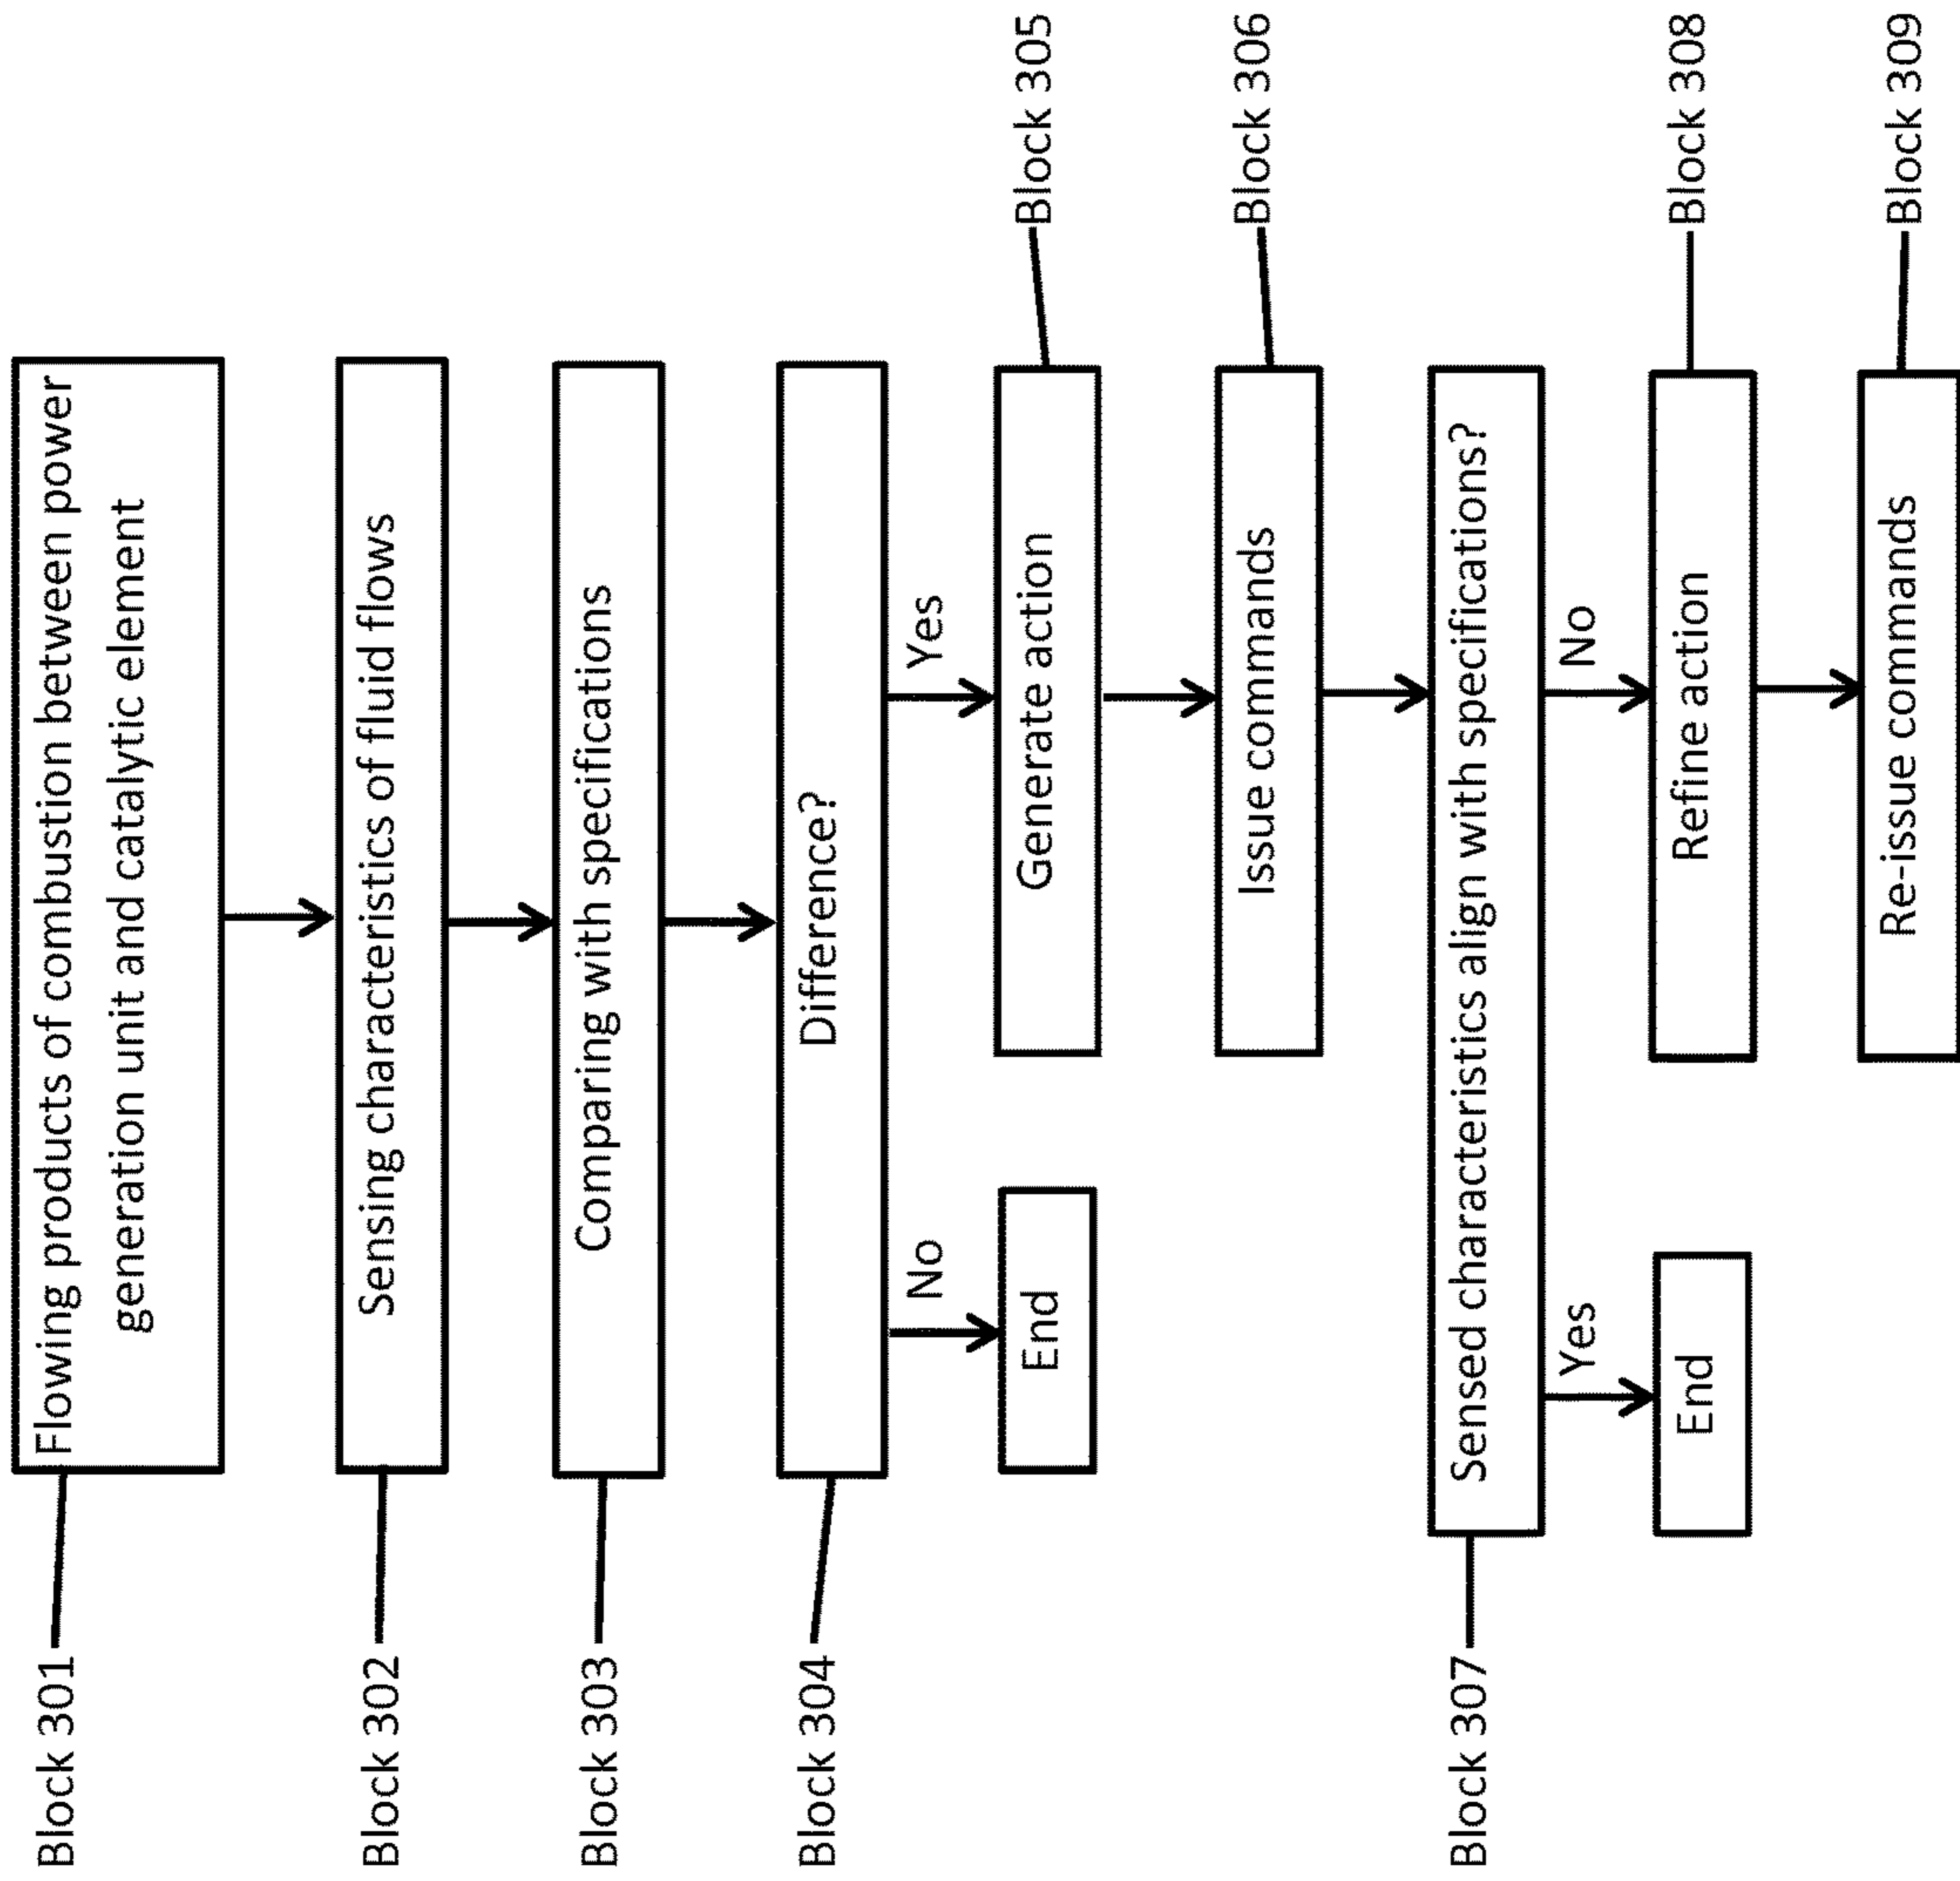 Block 301
Flowing products of combustion between power
generation unit and catalytic element
Block 302
Sensing characteristics of fluid flows
Block 303
Comparing with specifications
Block 304
Difference?
No
Yes
End
Generate action
Block 305
Issue commands
Block 306
Block 307
Sensed characteristics align with specifications?
Yes
No
End
Refine action
Block 308
Re-issue commands
Block 309